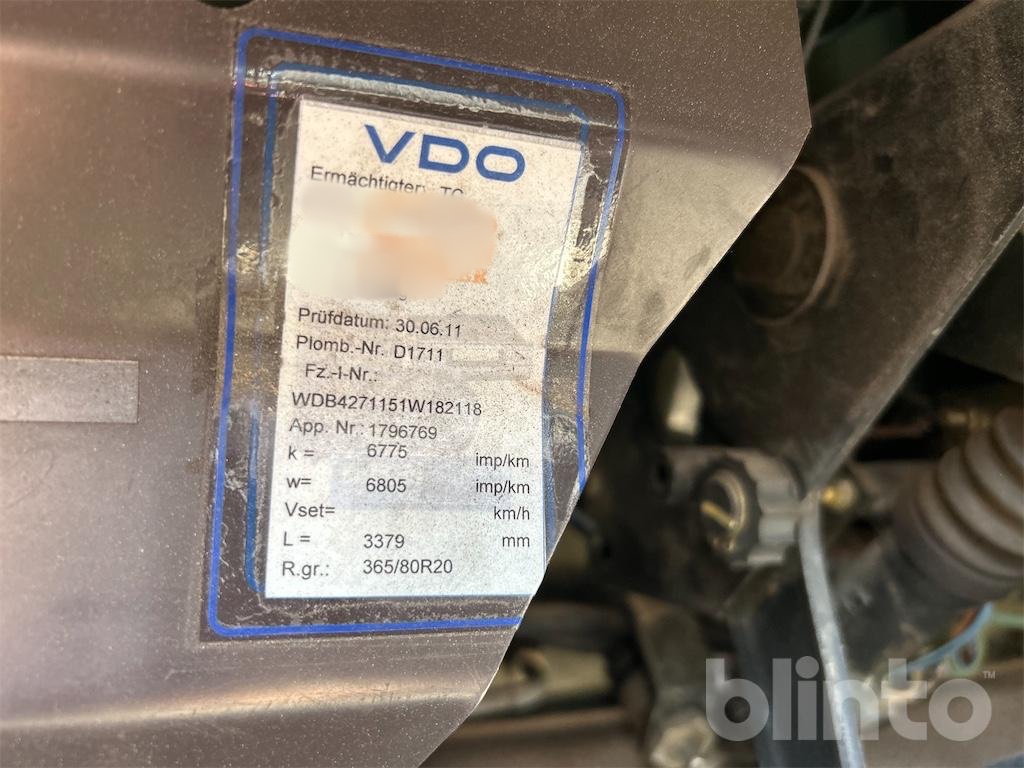 VDO
Ermächtigter: TC
Prüfdatum: 30.06.11
Plomb.-Nr. D1711
Fz.-I-Nr.:
WDB4271151W182118
App. Nr.: 1796769
k = 6775 imp/km
w= 6805 imp/km
Vset= km/h
L = 3379 mm
R.gr.: 365/80R20
blinto™